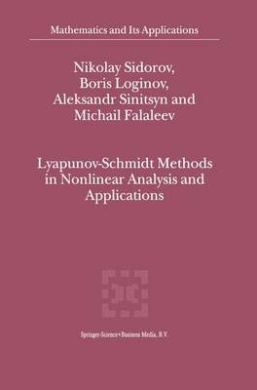 Mathematics and Its Applications
Nikolay Sidorov,
Boris Loginov,
Aleksandr Sinitsyn and
Michail Falaleev
Lyapunov-Schmidt Methods
in Nonlinear Analysis and
Applications
Springer-Science+Business Media, B.V.